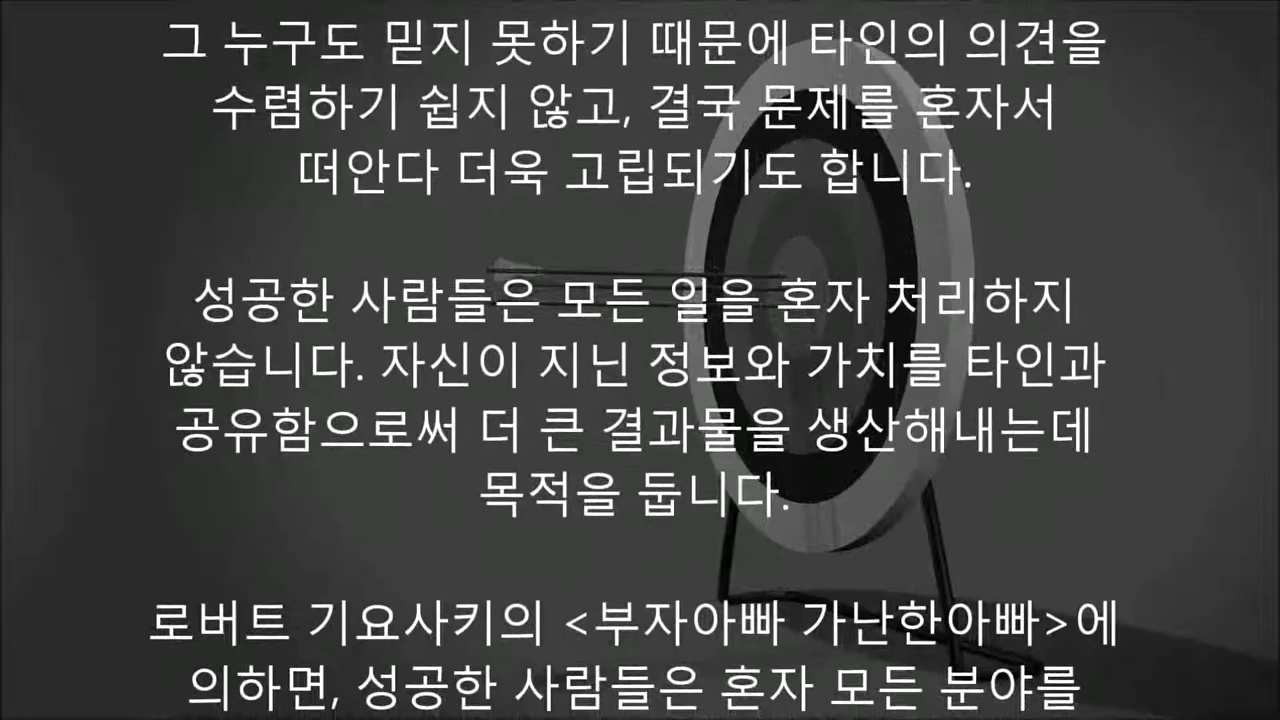 그 누구도 믿지 못하기 때문에 타인의 의견을
수렴하기 쉽지 않고, 결국 문제를 혼자서
떠안다 더욱 고립되기도 합니다.
성공한 사람들은 모든 일을 혼자 처리하지
않습니다. 자신이 지닌 정보와 가치를 타인과
공유함으로써 더 큰 결과물을 생산해내는데
목적을 둡니다.
로버트 기요사키의 <부자아빠 가난한아빠>에
의하면, 성공한 사람들은 혼자 모든 분야를